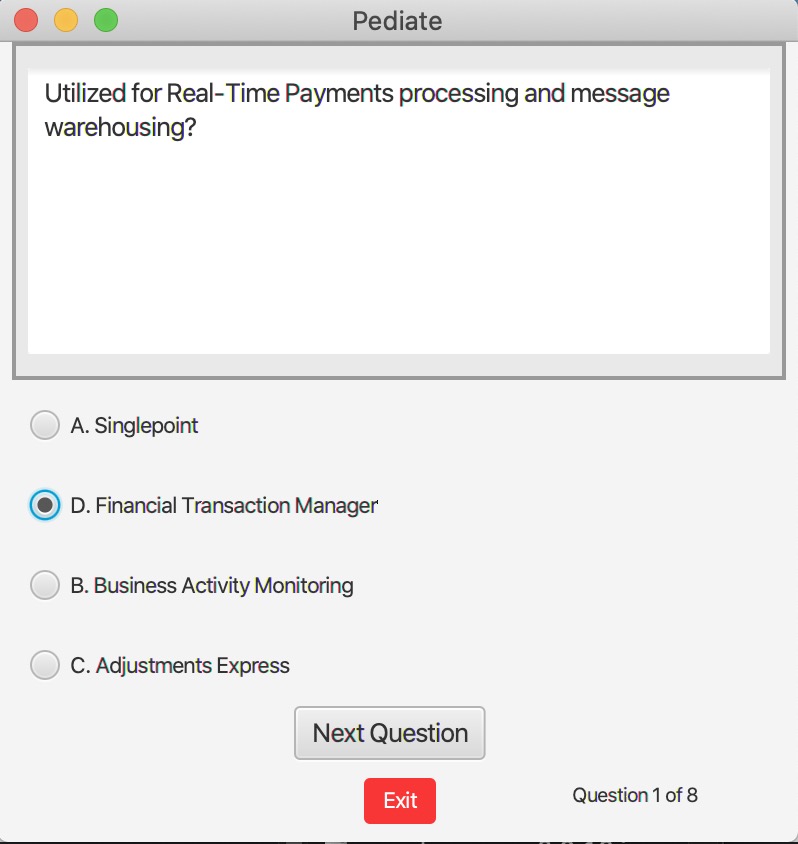 Pediate
Utilized for Real-Time Payments processing and message
warehousing?
A. Singlepoint
D. Financial Transaction Manager
B. Business Activity Monitoring
C. Adjustments Express
Next Question
Exit
Question 1 of 8